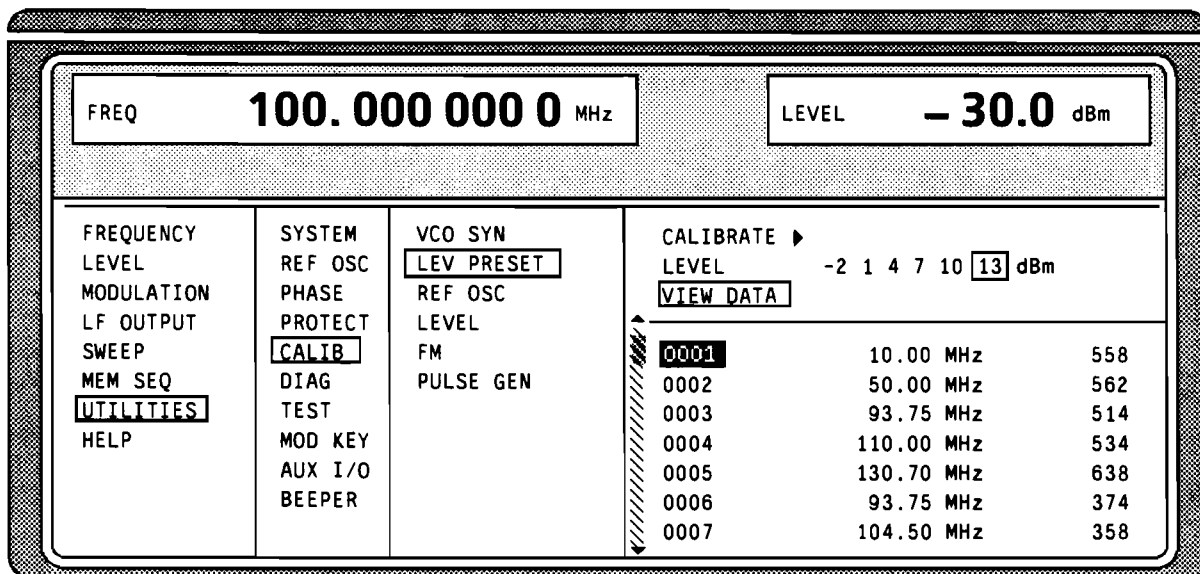 FREQ 100. 000 000 0 MHz
LEVEL – 30.0 dBm
FREQUENCY
LEVEL
MODULATION
LF OUTPUT
SWEEP
MEM SEQ
UTILITIES
HELP
SYSTEM
REF OSC
PHASE
PROTECT
CALIB
DIAG
TEST
MOD KEY
AUX I/O
BEEPER
VCO SYN
LEV PRESET
REF OSC
LEVEL
FM
PULSE GEN
CALIBRATE
LEVEL -2 1 4 7 10 13 dBm
VIEW DATA
0001 10.00 MHz 558
0002 50.00 MHz 562
0003 93.75 MHz 514
0004 110.00 MHz 534
0005 130.70 MHz 638
0006 93.75 MHz 374
0007 104.50 MHz 358